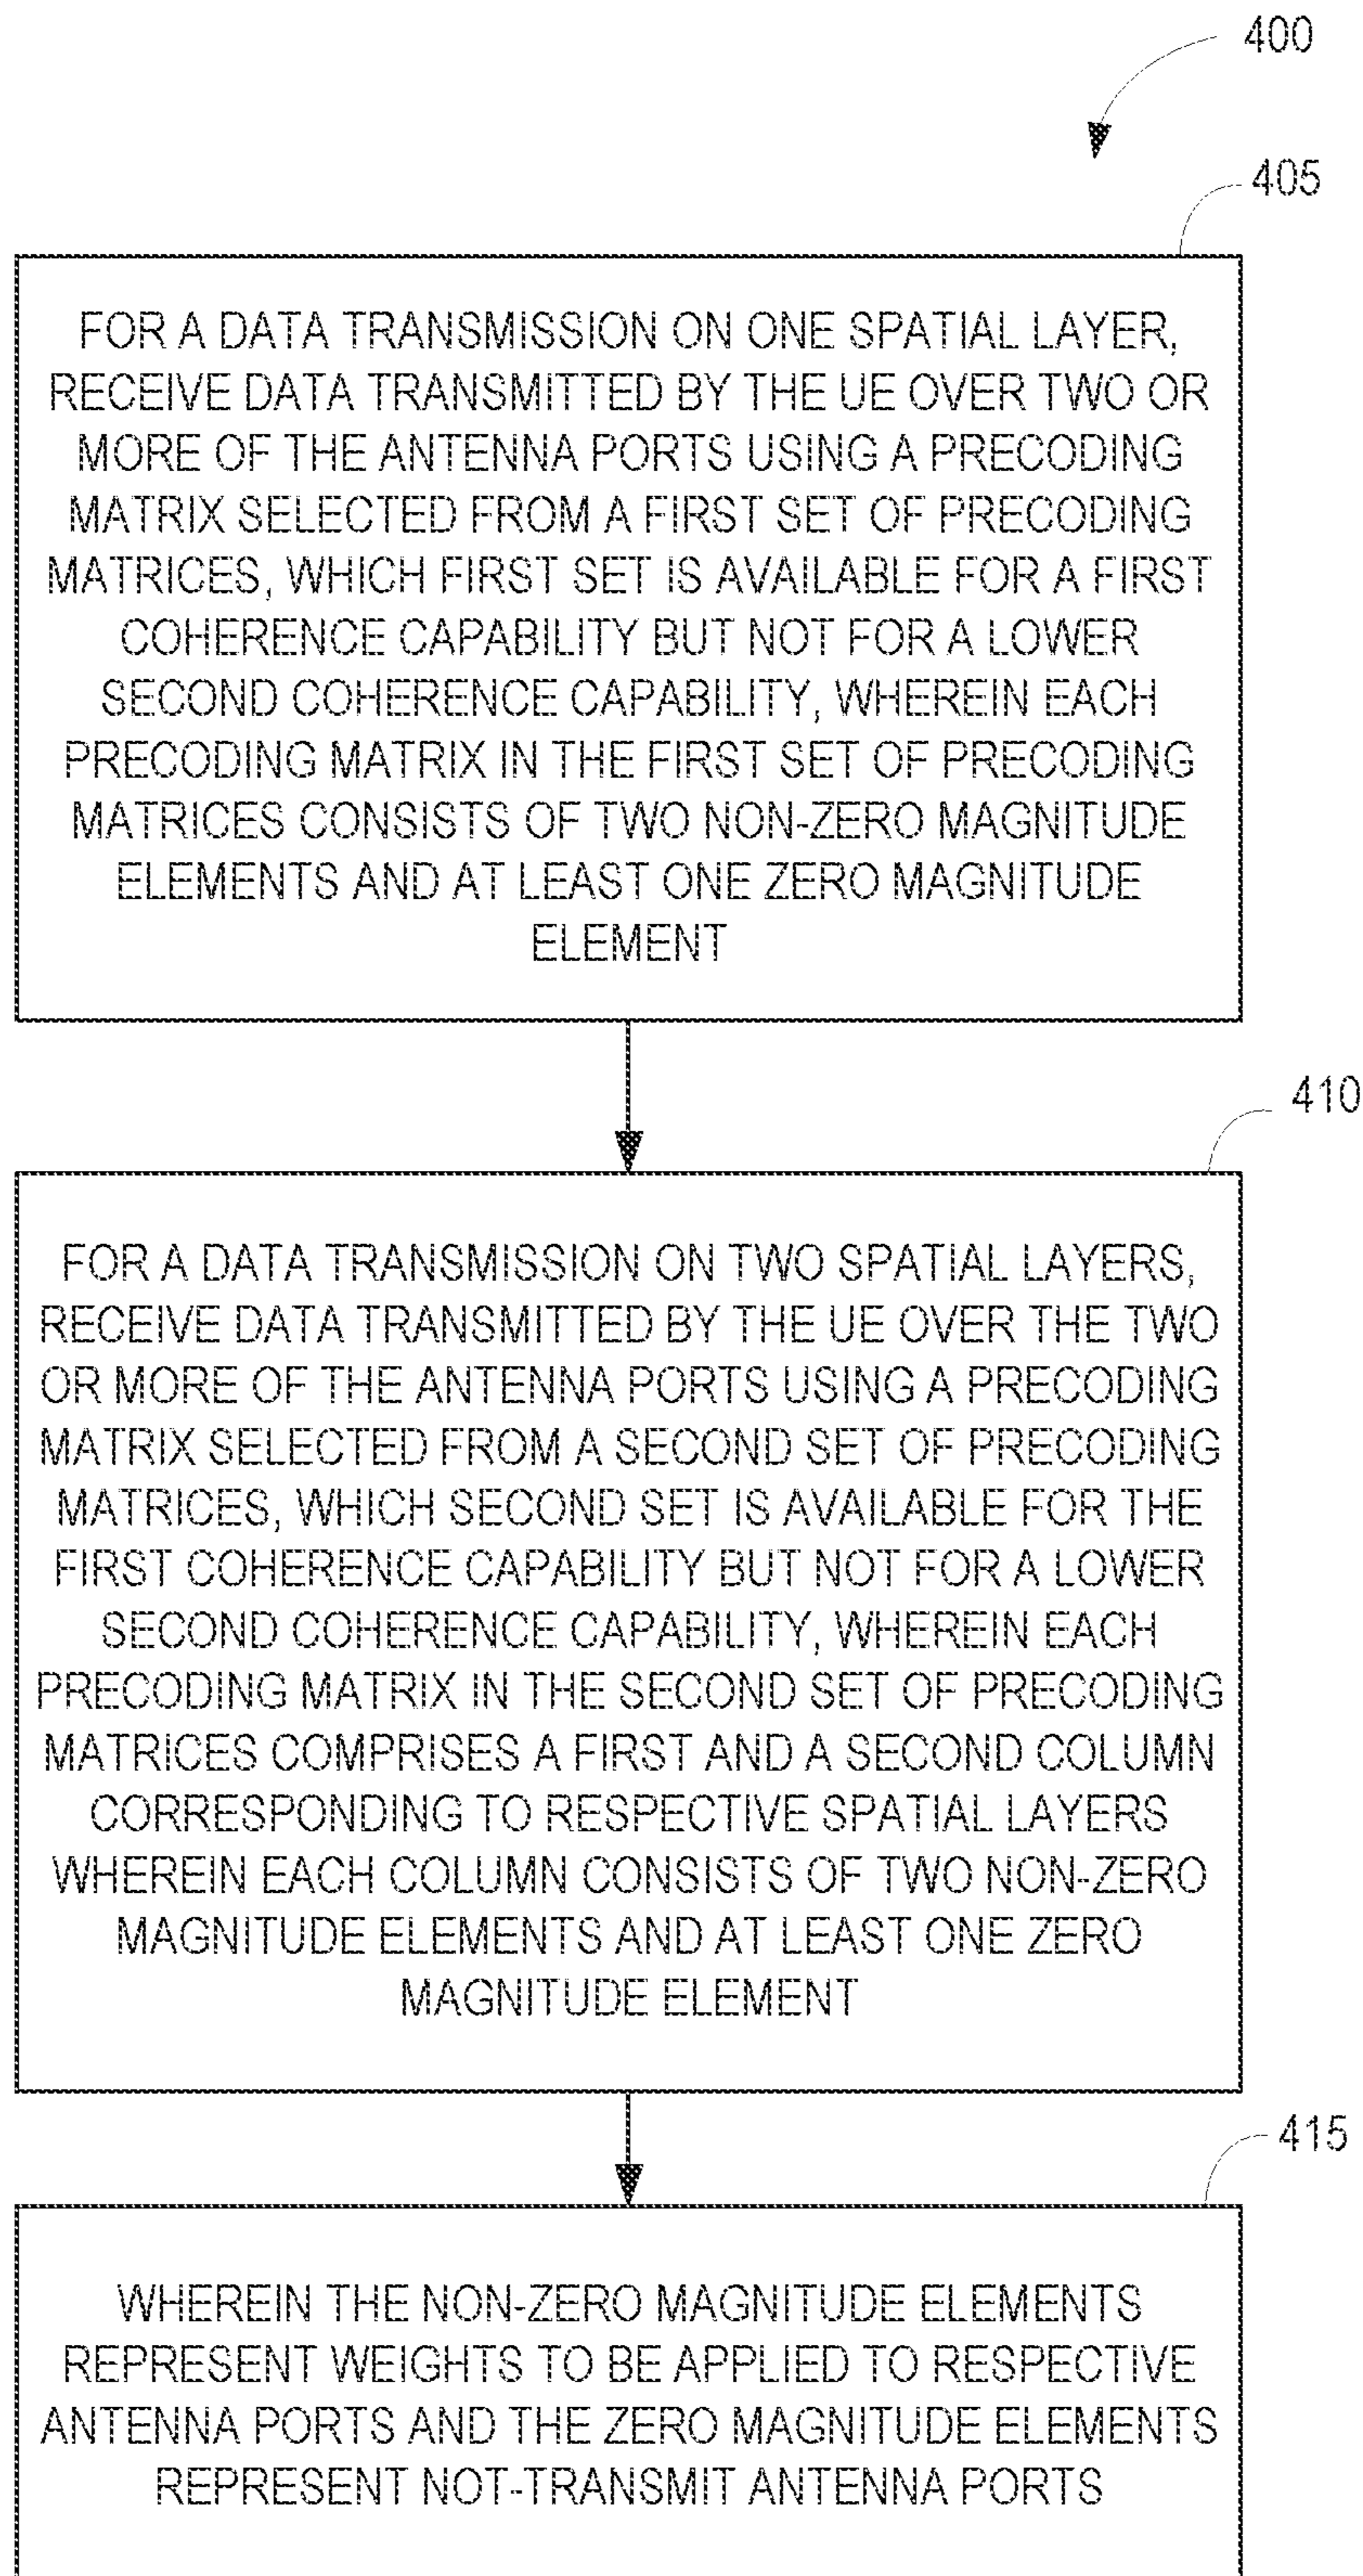 400
405
FOR A DATA TRANSMISSION ON ONE SPATIAL LAYER,
RECEIVE DATA TRANSMITTED BY THE UE OVER TWO OR
MORE OF THE ANTENNA PORTS USING A PRECODING
MATRIX SELECTED FROM A FIRST SET OF PRECODING
MATRICES, WHICH FIRST SET IS AVAILABLE FOR A FIRST
COHERENCE CAPABILITY BUT NOT FOR A LOWER
SECOND COHERENCE CAPABILITY, WHEREIN EACH
PRECODING MATRIX IN THE FIRST SET OF PRECODING
MATRICES CONSISTS OF TWO NON-ZERO MAGNITUDE
ELEMENTS AND AT LEAST ONE ZERO MAGNITUDE
ELEMENT
410
FOR A DATA TRANSMISSION ON TWO SPATIAL LAYERS,
RECEIVE DATA TRANSMITTED BY THE UE OVER THE TWO
OR MORE OF THE ANTENNA PORTS USING A PRECODING
MATRIX SELECTED FROM A SECOND SET OF PRECODING
MATRICES, WHICH SECOND SET IS AVAILABLE FOR THE
FIRST COHERENCE CAPABILITY BUT NOT FOR A LOWER
SECOND COHERENCE CAPABILITY, WHEREIN EACH
PRECODING MATRIX IN THE SECOND SET OF PRECODING
MATRICES COMPRISES A FIRST AND A SECOND COLUMN
CORRESPONDING TO RESPECTIVE SPATIAL LAYERS
WHEREIN EACH COLUMN CONSISTS OF TWO NON-ZERO
MAGNITUDE ELEMENTS AND AT LEAST ONE ZERO
MAGNITUDE ELEMENT
415
WHEREIN THE NON-ZERO MAGNITUDE ELEMENTS
REPRESENT WEIGHTS TO BE APPLIED TO RESPECTIVE
ANTENNA PORTS AND THE ZERO MAGNITUDE ELEMENTS
REPRESENT NOT-TRANSMIT ANTENNA PORTS